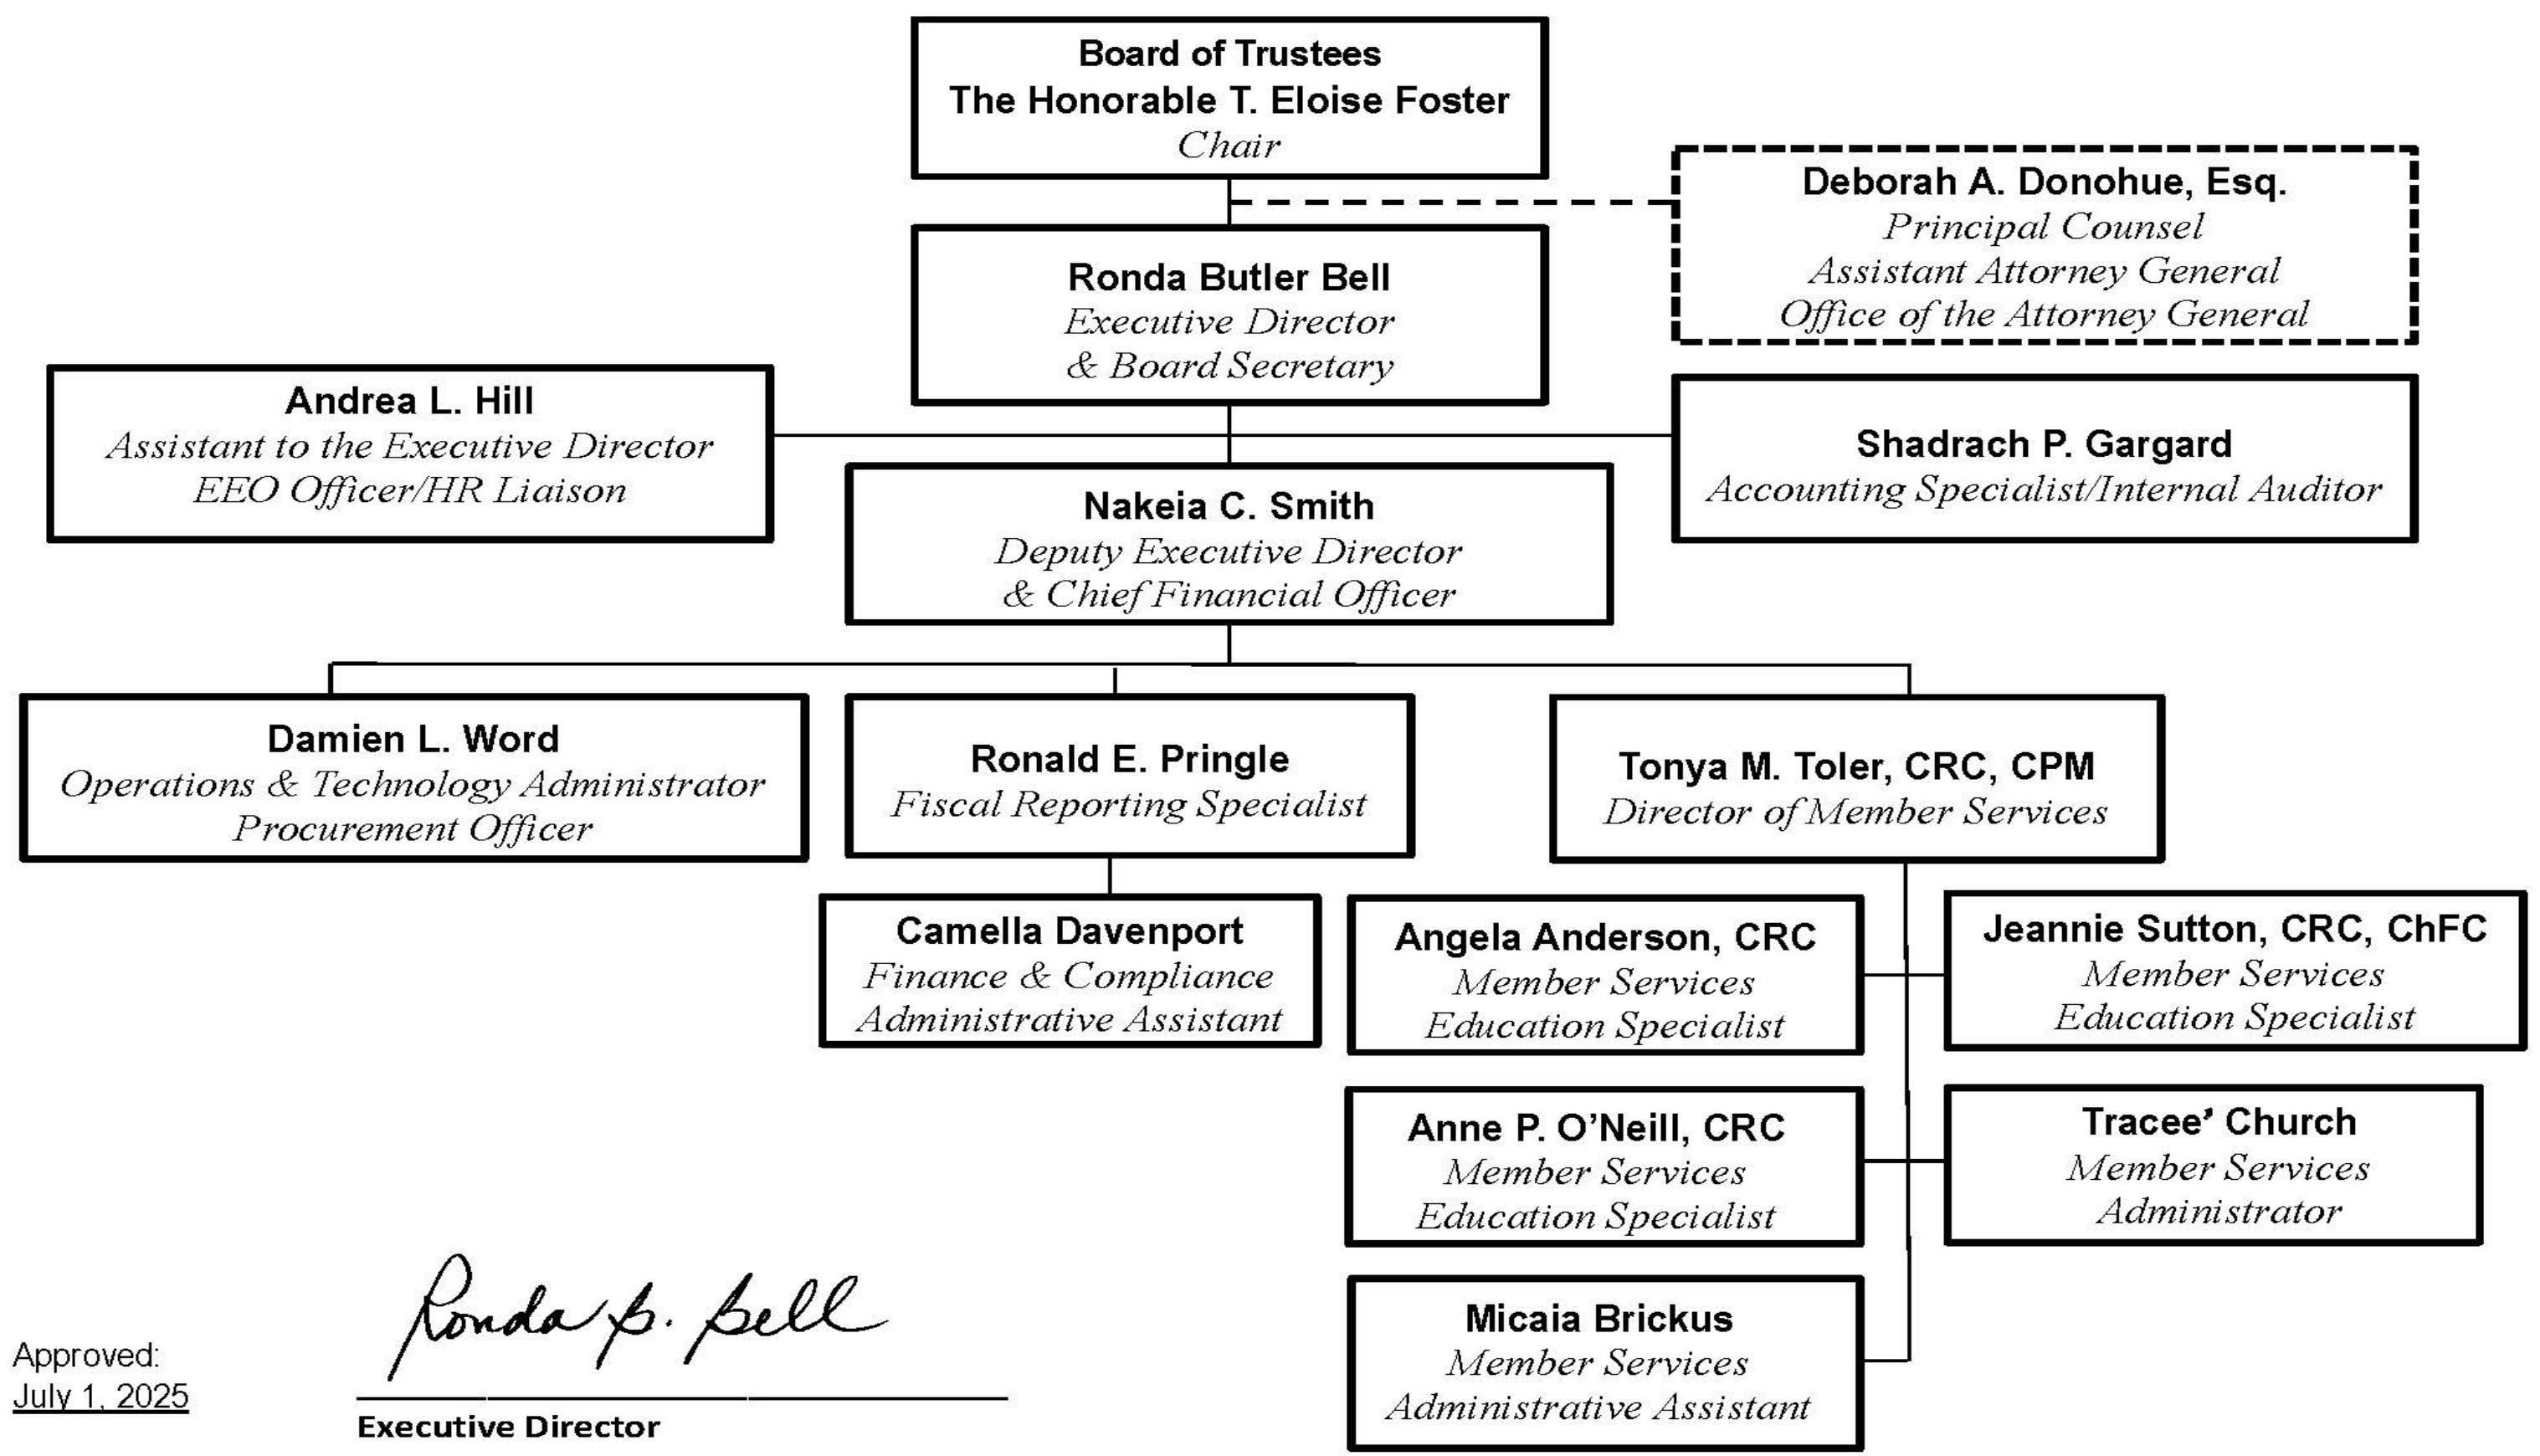 Board of Trustees
The Honorable T. Eloise Foster
Chair
Deborah A. Donohue, Esq.
Principal Counsel
Assistant Attorney General
Office of the Attorney General
Ronda Butler Bell
Executive Director
& Board Secretary
Andrea L. Hill
Assistant to the Executive Director
EEO Officer/HR Liaison
Shadrach P. Gargard
Accounting Specialist/Internal Auditor
Nakeia C. Smith
Deputy Executive Director
& Chief Financial Officer
Damien L. Word
Operations & Technology Administrator
Procurement Officer
Ronald E. Pringle
Fiscal Reporting Specialist
Tonya M. Toler, CRC, CPM
Director of Member Services
Camella Davenport
Finance & Compliance
Administrative Assistant
Angela Anderson, CRC
Member Services
Education Specialist
Jeannie Sutton, CRC, ChFC
Member Services
Education Specialist
Anne P. O’Neill, CRC
Member Services
Education Specialist
Tracee’ Church
Member Services
Administrator
Micaia Brickus
Member Services
Administrative Assistant
Approved:
July 1, 2025
Ronda B. Bell
Executive Director